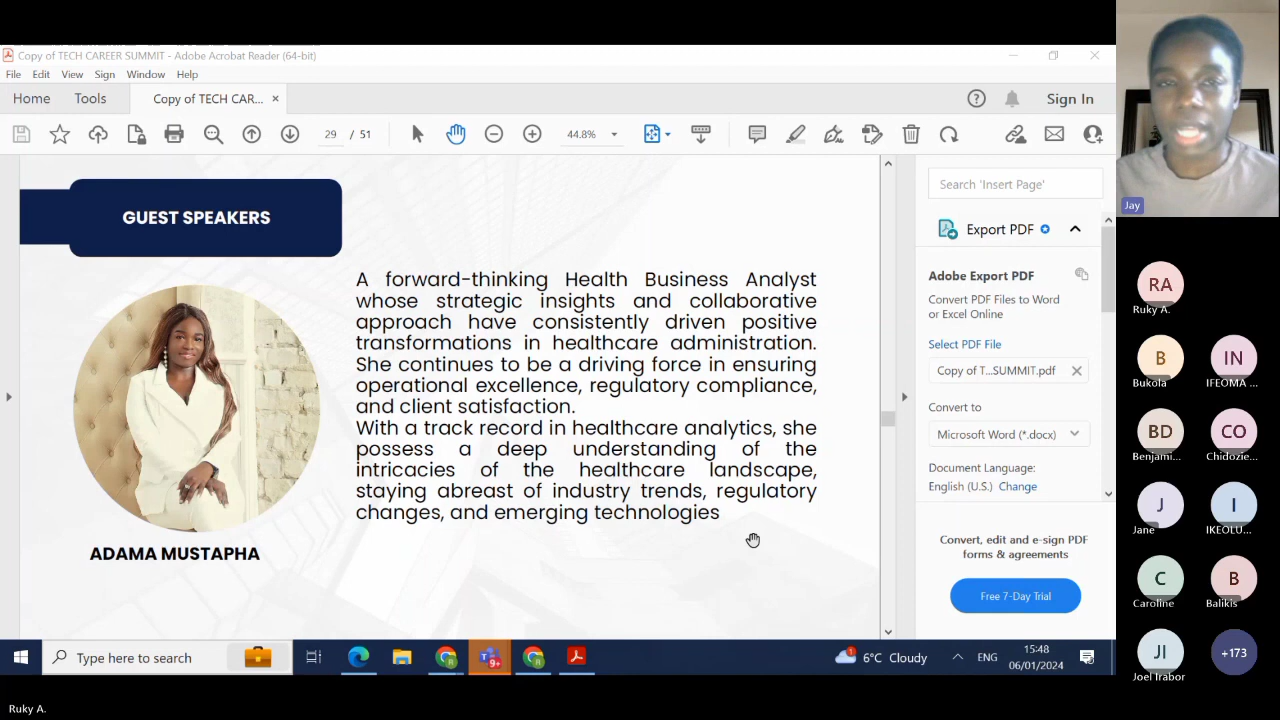 Copy of TECH CAREER SUMMIT - Adobe Acrobat Reader (64-bit)
File Edit View Sign Window Help
Home Tools Copy of TECH CAR... × Sign In
29 / 51 44.8%
GUEST SPEAKERS
A forward-thinking Health Business Analyst
whose strategic insights and collaborative
approach have consistently driven positive
transformations in healthcare administration.
She continues to be a driving force in ensuring
operational excellence, regulatory compliance,
and client satisfaction.
With a track record in healthcare analytics, she
possess a deep understanding of the
intricacies of the healthcare landscape,
staying abreast of industry trends, regulatory
changes, and emerging technologies
ADAMA MUSTAPHA
Search 'Insert Page'
Export PDF
Adobe Export PDF
Convert PDF Files to Word
or Excel Online
Select PDF File
Copy of T...SUMMIT.pdf
Convert to
Microsoft Word (*.docx)
Document Language:
English (U.S.) Change
Convert, edit and e-sign PDF
forms & agreements
Free 7-Day Trial
Jay
RA
Ruky A.
B IN
Bukola IFEOMA ...
BD CO
Benjami... Chidozie...
J I
Jane IKEOLU...
C B
Caroline Balikis
JI +173
Joel Irabor
Type here to search
9+
1
6°C Cloudy
ENG
15:48
06/01/2024
Ruky A.